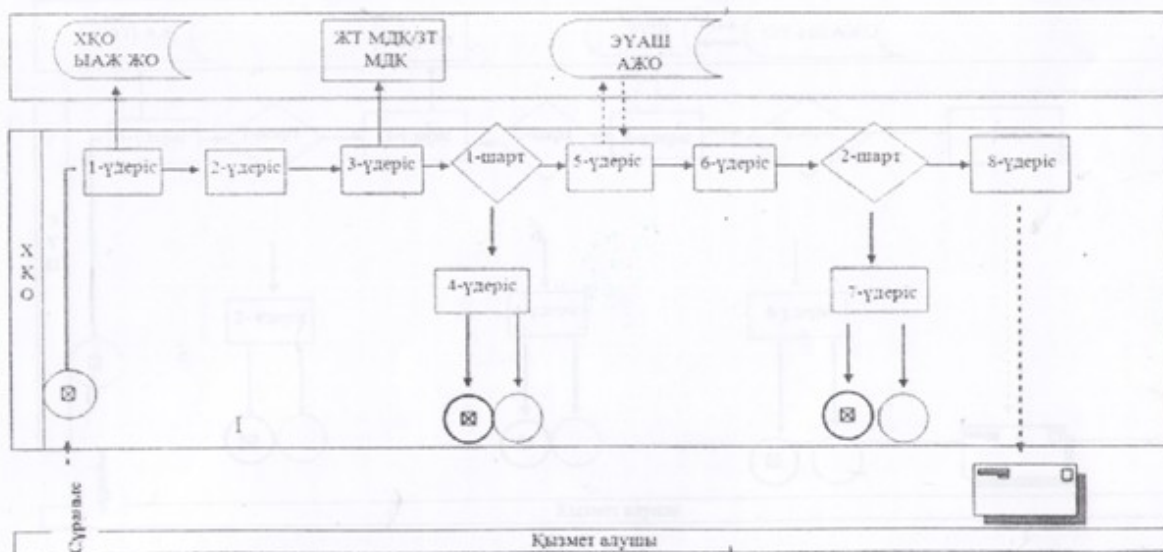 ХҚО
ЫАЖ ЖО
ЖТ МДҚ/ЗТ
МДҚ
ЭҮАШ
АЖО
1-үдеріс
2-үдеріс
3-үдеріс
1-шарт
5-үдеріс
6-үдеріс
2-шарт
8-үдеріс
Х
Қ
О
4-үдеріс
7-үдеріс
Сұраныс
Қызмет алушы